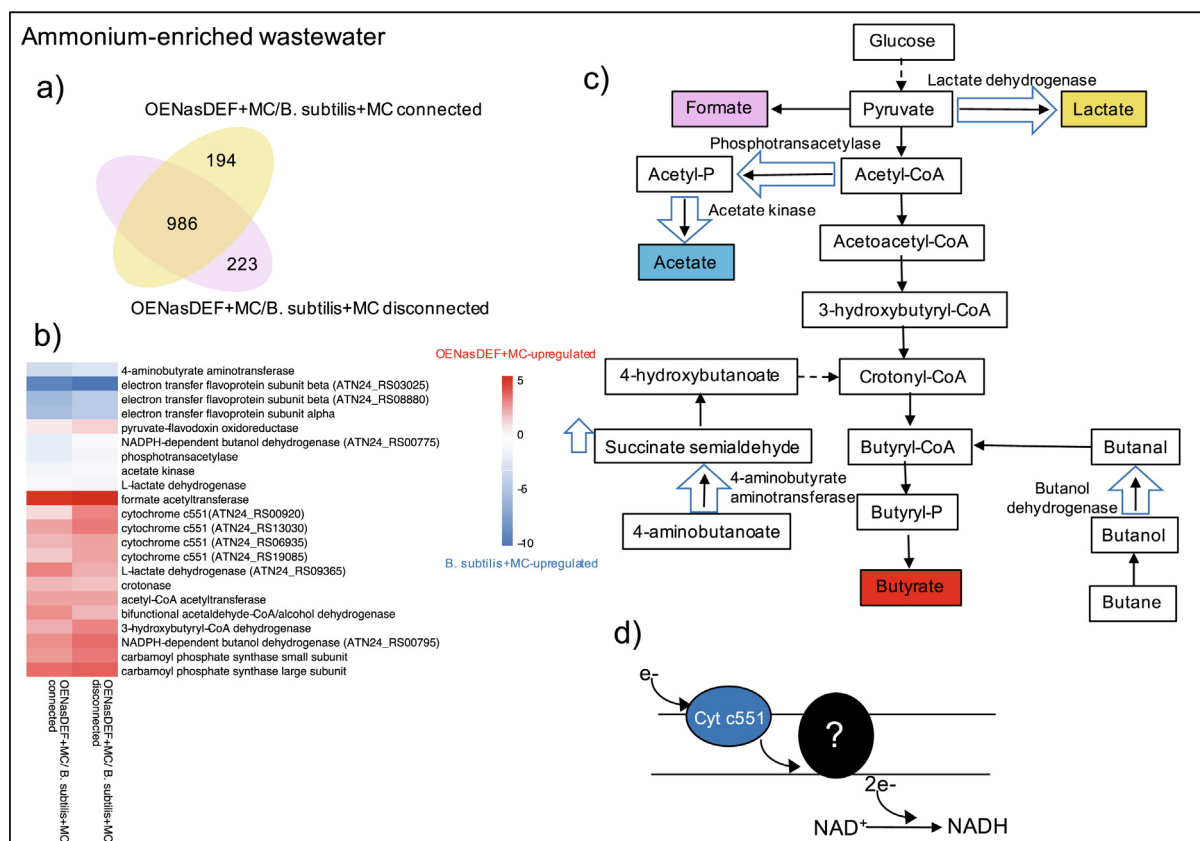 Ammonium-enriched wastewater
a)
OENasDEF+MC/B. subtilis+MC connected
194
986
223
OENasDEF+MC/B. subtilis+MC disconnected
b)
4-aminobutyrate aminotransferase
electron transfer flavoprotein subunit beta (ATN24_RS03025)
electron transfer flavoprotein subunit beta (ATN24_RS08880)
electron transfer flavoprotein subunit alpha
pyruvate-flavodoxin oxidoreductase
NADPH-dependent butanol dehydrogenase (ATN24_RS00775)
phosphotransacetylase
acetate kinase
L-lactate dehydrogenase
formate acetyltransferase
cytochrome c551(ATN24_RS00920)
cytochrome c551 (ATN24_RS13030)
cytochrome c551 (ATN24_RS06935)
cytochrome c551 (ATN24_RS19085)
L-lactate dehydrogenase (ATN24_RS09365)
crotonase
acetyl-CoA acetyltransferase
bifunctional acetaldehyde-CoA/alcohol dehydrogenase
3-hydroxybutyryl-CoA dehydrogenase
NADPH-dependent butanol dehydrogenase (ATN24_RS00795)
carbamoyl phosphate synthase small subunit
carbamoyl phosphate synthase large subunit
OENasDEF+MC/ B. subtilis+MC
connected
OENasDEF+MC/ B. subtilis+MC
disconnected
OENasDEF+MC-upregulated
5
0
-5
-10
B. subtilis+MC-upregulated
c)
Glucose
Lactate dehydrogenase
Formate
Pyruvate
Lactate
Phosphotransacetylase
Acetyl-P
Acetyl-CoA
Acetate kinase
Acetoacetyl-CoA
Acetate
3-hydroxybutyryl-CoA
4-hydroxybutanoate
Crotonyl-CoA
Succinate semialdehyde
Butyryl-CoA
Butanal
4-aminobutyrate
aminotransferase
Butanol
dehydrogenase
4-aminobutanoate
Butyryl-P
Butanol
Butyrate
Butane
d)
e-
Cyt c551
?
2e-
NAD+
NADH